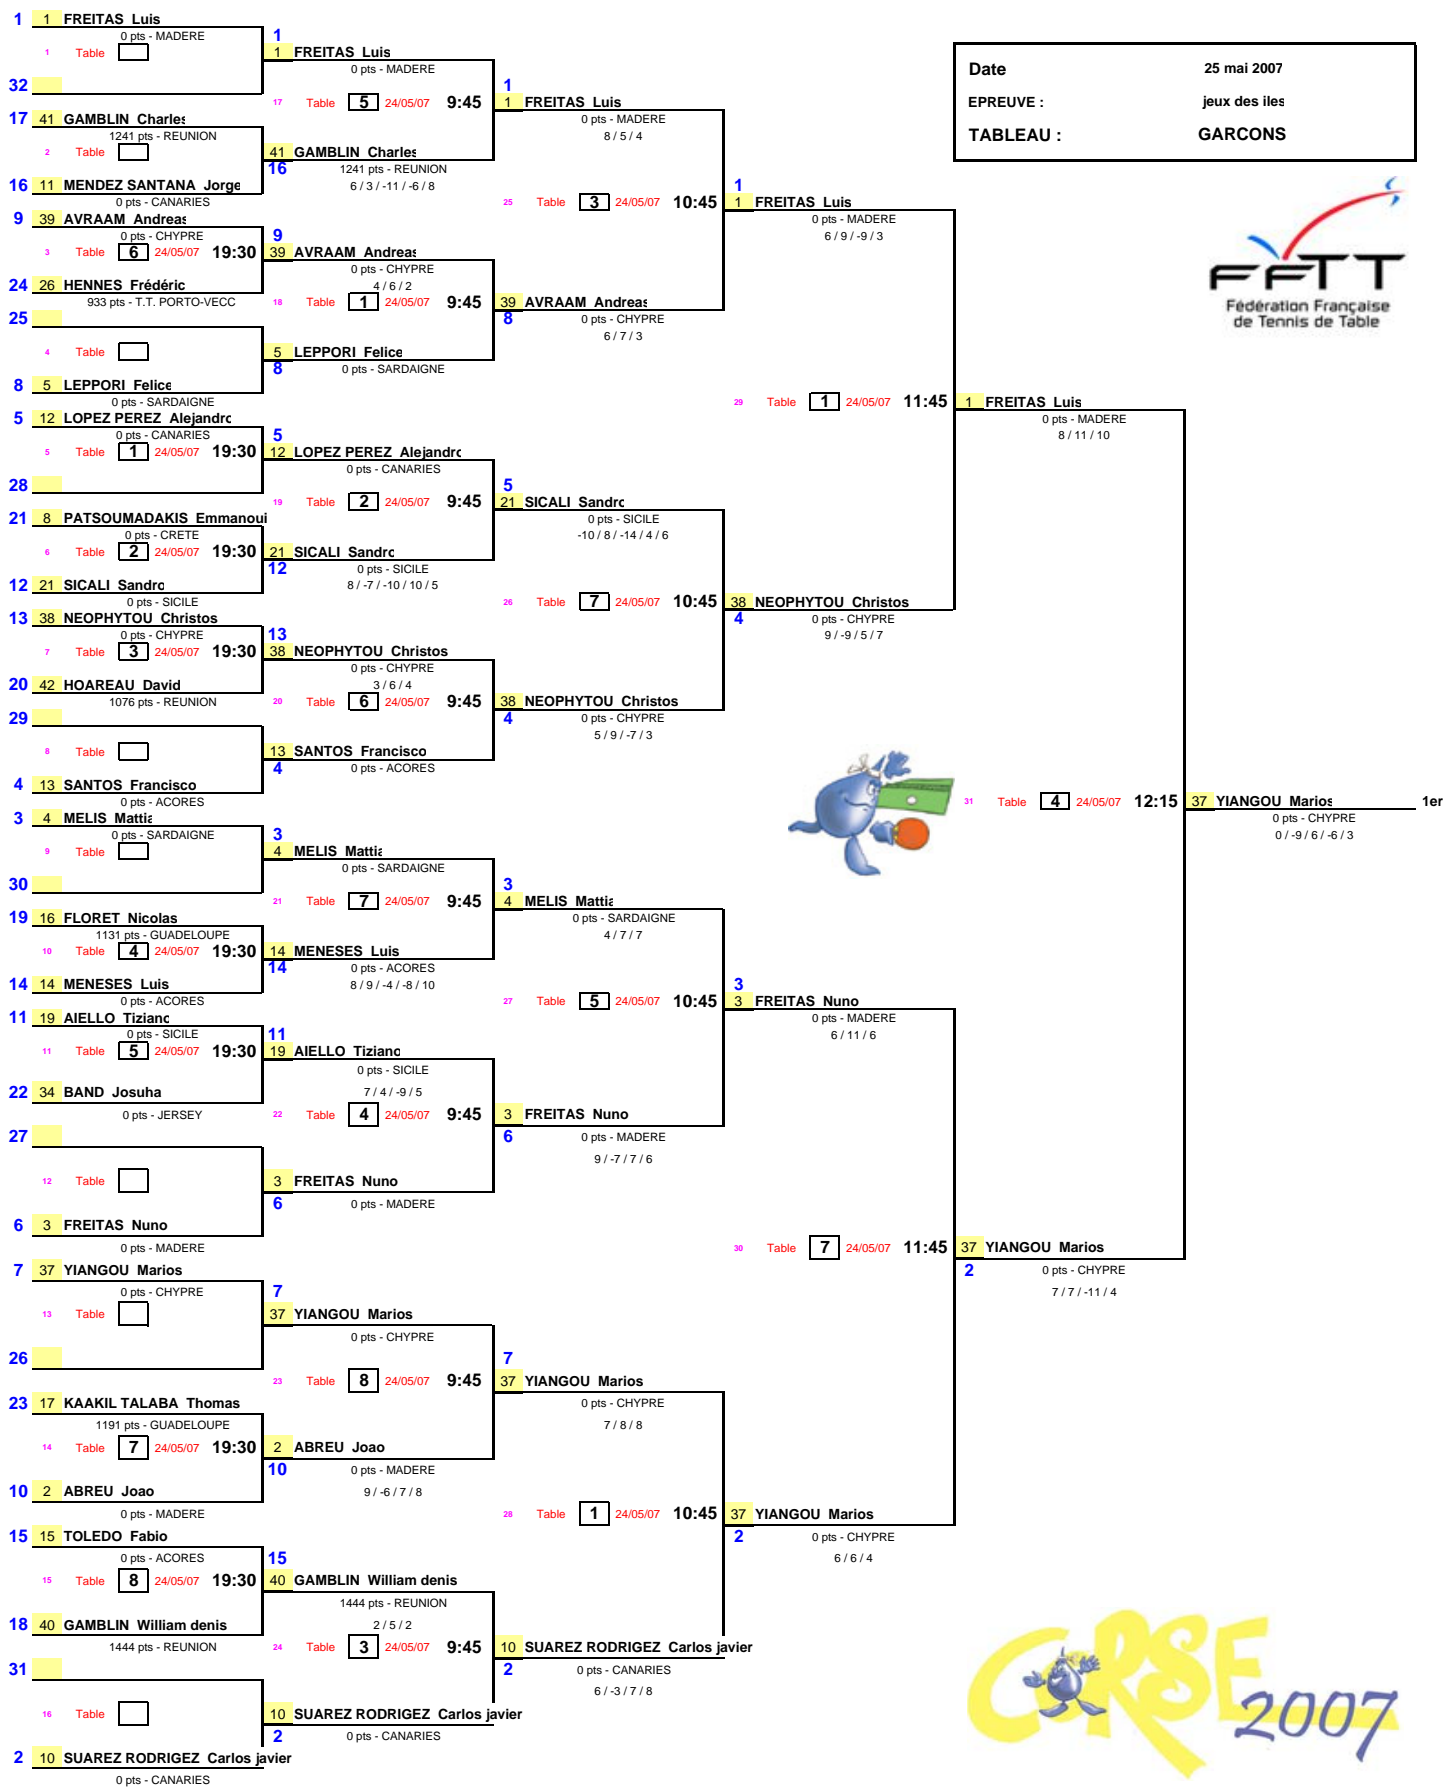 Date 25 mai 2007
EPREUVE : jeux des iles
TABLEAU : GARCONS
FFTT
Fédération Française
de Tennis de Table
1 1 FREITAS Luis
0 pts - MADERE
1 Table
32
17 41 GAMBLIN Charles
1241 pts - REUNION
2 Table
16 11 MENDEZ SANTANA Jorge
0 pts - CANARIES
9 39 AVRAAM Andreas
0 pts - CHYPRE
3 Table 6 24/05/07 19:30
24 26 HENNES Frédéric
933 pts - T.T. PORTO-VECC
25
4 Table
8 5 LEPPORI Felice
0 pts - SARDAIGNE
5 12 LOPEZ PEREZ Alejandro
0 pts - CANARIES
5 Table 1 24/05/07 19:30
28
21 8 PATSOUMADAKIS Emmanoui
0 pts - CRETE
6 Table 2 24/05/07 19:30
12 21 SICALI Sandro
0 pts - SICILE
13 38 NEOPHYTOU Christos
0 pts - CHYPRE
7 Table 3 24/05/07 19:30
20 42 HOAREAU David
1076 pts - REUNION
29
8 Table
4 13 SANTOS Francisco
0 pts - ACORES
3 4 MELIS Mattia
0 pts - SARDAIGNE
9 Table
30
19 16 FLORET Nicolas
1131 pts - GUADELOUPE
10 Table 4 24/05/07 19:30
14 14 MENESES Luis
0 pts - ACORES
11 19 AIELLO Tiziano
0 pts - SICILE
11 Table 5 24/05/07 19:30
22 34 BAND Josuha
0 pts - JERSEY
27
12 Table
6 3 FREITAS Nuno
0 pts - MADERE
7 37 YIANGOU Marios
0 pts - CHYPRE
13 Table
26
23 17 KAAKIL TALABA Thomas
1191 pts - GUADELOUPE
14 Table 7 24/05/07 19:30
10 2 ABREU Joao
0 pts - MADERE
15 15 TOLEDO Fabio
0 pts - ACORES
15 Table 8 24/05/07 19:30
18 40 GAMBLIN William denis
1444 pts - REUNION
31
16 Table
2 10 SUAREZ RODRIGEZ Carlos javier
0 pts - CANARIES
1
1 FREITAS Luis
0 pts - MADERE
17 Table 5 24/05/07 9:45
41 GAMBLIN Charles
16 1241 pts - REUNION
6 / 3 / -11 / -6 / 8
9
39 AVRAAM Andreas
0 pts - CHYPRE
4 / 6 / 2
18 Table 1 24/05/07 9:45
5 LEPPORI Felice
8 0 pts - SARDAIGNE
5
12 LOPEZ PEREZ Alejandro
0 pts - CANARIES
19 Table 2 24/05/07 9:45
21 SICALI Sandro
12 0 pts - SICILE
8 / -7 / -10 / 10 / 5
13
38 NEOPHYTOU Christos
0 pts - CHYPRE
3 / 6 / 4
20 Table 6 24/05/07 9:45
13 SANTOS Francisco
4 0 pts - ACORES
3
4 MELIS Mattia
0 pts - SARDAIGNE
21 Table 7 24/05/07 9:45
14 MENESES Luis
14 0 pts - ACORES
8 / 9 / -4 / -8 / 10
11
19 AIELLO Tiziano
0 pts - SICILE
7 / 4 / -9 / 5
22 Table 4 24/05/07 9:45
3 FREITAS Nuno
6 0 pts - MADERE
7
37 YIANGOU Marios
0 pts - CHYPRE
23 Table 8 24/05/07 9:45
2 ABREU Joao
10 0 pts - MADERE
9 / -6 / 7 / 8
15
40 GAMBLIN William denis
1444 pts - REUNION
2 / 5 / 2
24 Table 3 24/05/07 9:45
10 SUAREZ RODRIGEZ Carlos javier
2 0 pts - CANARIES
1
1 FREITAS Luis
0 pts - MADERE
8 / 5 / 4
25 Table 3 24/05/07 10:45
39 AVRAAM Andreas
8 0 pts - CHYPRE
6 / 7 / 3
5
21 SICALI Sandro
0 pts - SICILE
-10 / 8 / -14 / 4 / 6
26 Table 7 24/05/07 10:45
38 NEOPHYTOU Christos
4 0 pts - CHYPRE
5 / 9 / -7 / 3
3
4 MELIS Mattia
0 pts - SARDAIGNE
4 / 7 / 7
27 Table 5 24/05/07 10:45
3 FREITAS Nuno
6 0 pts - MADERE
9 / -7 / 7 / 6
7
37 YIANGOU Marios
0 pts - CHYPRE
7 / 8 / 8
28 Table 1 24/05/07 10:45
10 SUAREZ RODRIGEZ Carlos javier
2 0 pts - CANARIES
6 / -3 / 7 / 8
1
1 FREITAS Luis
0 pts - MADERE
6 / 9 / -9 / 3
29 Table 1 24/05/07 11:45
38 NEOPHYTOU Christos
4 0 pts - CHYPRE
9 / -9 / 5 / 7
3
3 FREITAS Nuno
0 pts - MADERE
6 / 11 / 6
30 Table 7 24/05/07 11:45
37 YIANGOU Marios
2 0 pts - CHYPRE
6 / 6 / 4
1 FREITAS Luis
0 pts - MADERE
8 / 11 / 10
31 Table 4 24/05/07 12:15
37 YIANGOU Marios
2 0 pts - CHYPRE
7 / 7 / -11 / 4
37 YIANGOU Marios 1er
0 pts - CHYPRE
0 / -9 / 6 / -6 / 3
CORSE
2007